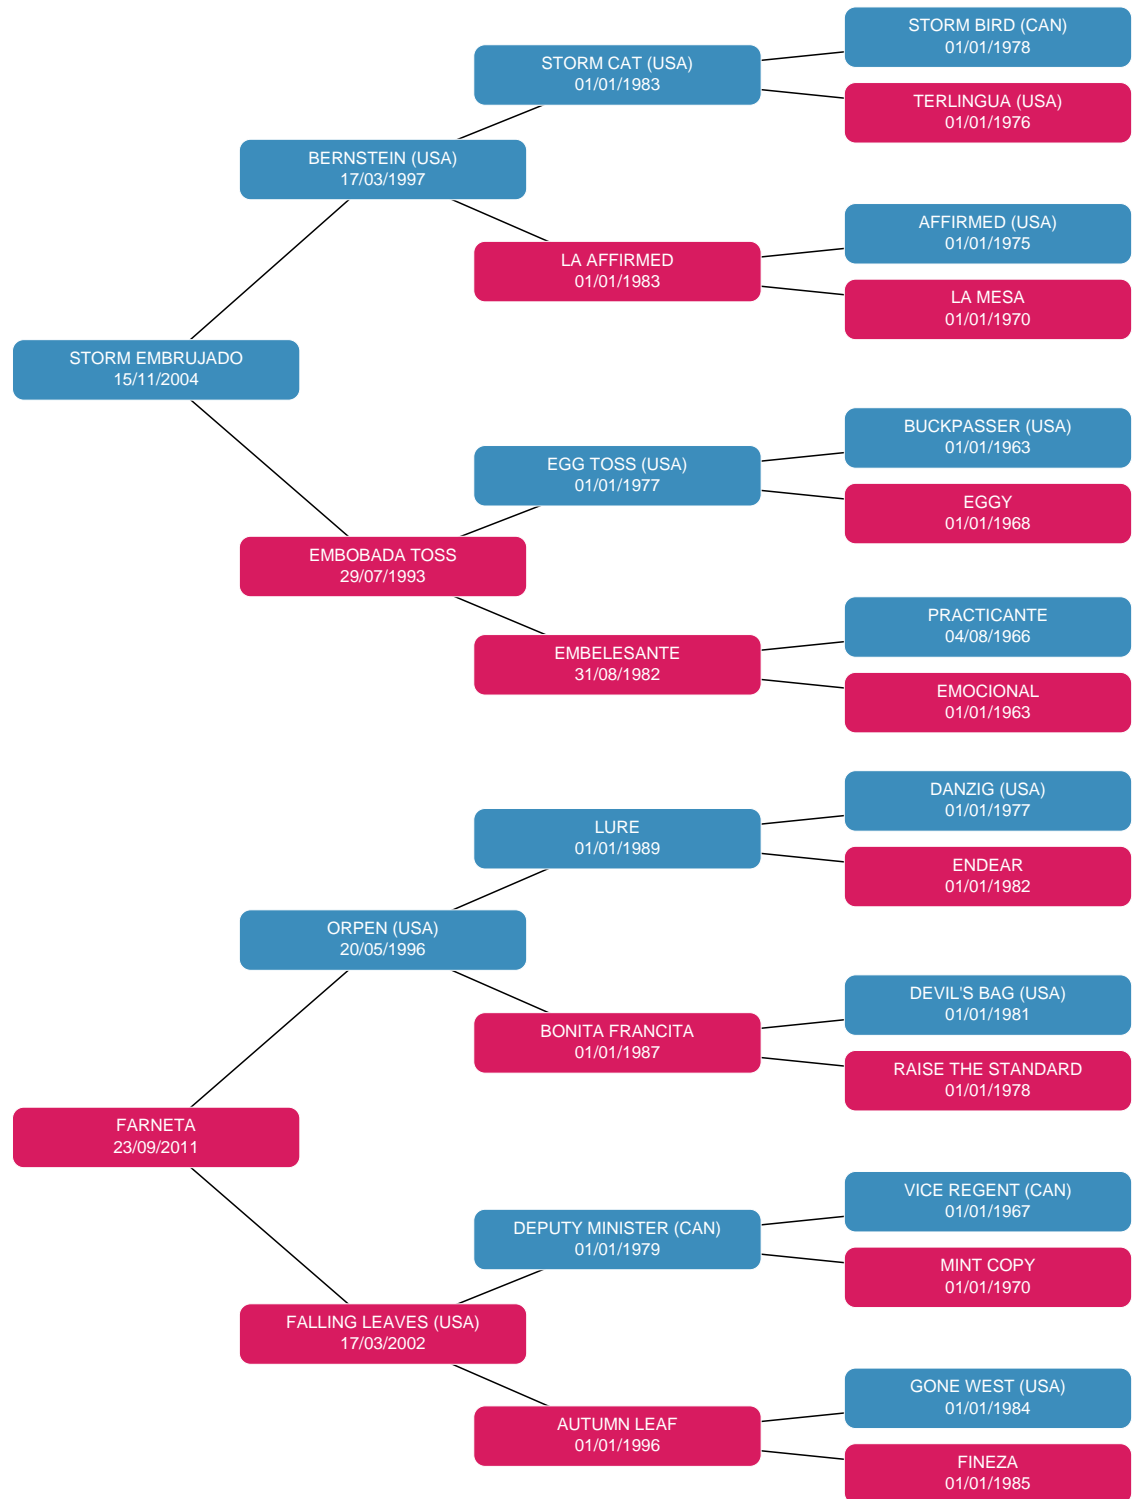 STORM BIRD (CAN)
01/01/1978
STORM CAT (USA)
01/01/1983
TERLINGUA (USA)
01/01/1976
BERNSTEIN (USA)
17/03/1997
AFFIRMED (USA)
01/01/1975
LA AFFIRMED
01/01/1983
LA MESA
01/01/1970
STORM EMBRUJADO
15/11/2004
BUCKPASSER (USA)
01/01/1963
EGG TOSS (USA)
01/01/1977
EGGY
01/01/1968
EMBOBADA TOSS
29/07/1993
PRACTICANTE
04/08/1966
EMBELESANTE
31/08/1982
EMOCIONAL
01/01/1963
DANZIG (USA)
01/01/1977
LURE
01/01/1989
ENDEAR
01/01/1982
ORPEN (USA)
20/05/1996
DEVIL'S BAG (USA)
01/01/1981
BONITA FRANCITA
01/01/1987
RAISE THE STANDARD
01/01/1978
FARNETA
23/09/2011
VICE REGENT (CAN)
01/01/1967
DEPUTY MINISTER (CAN)
01/01/1979
MINT COPY
01/01/1970
FALLING LEAVES (USA)
17/03/2002
GONE WEST (USA)
01/01/1984
AUTUMN LEAF
01/01/1996
FINEZA
01/01/1985